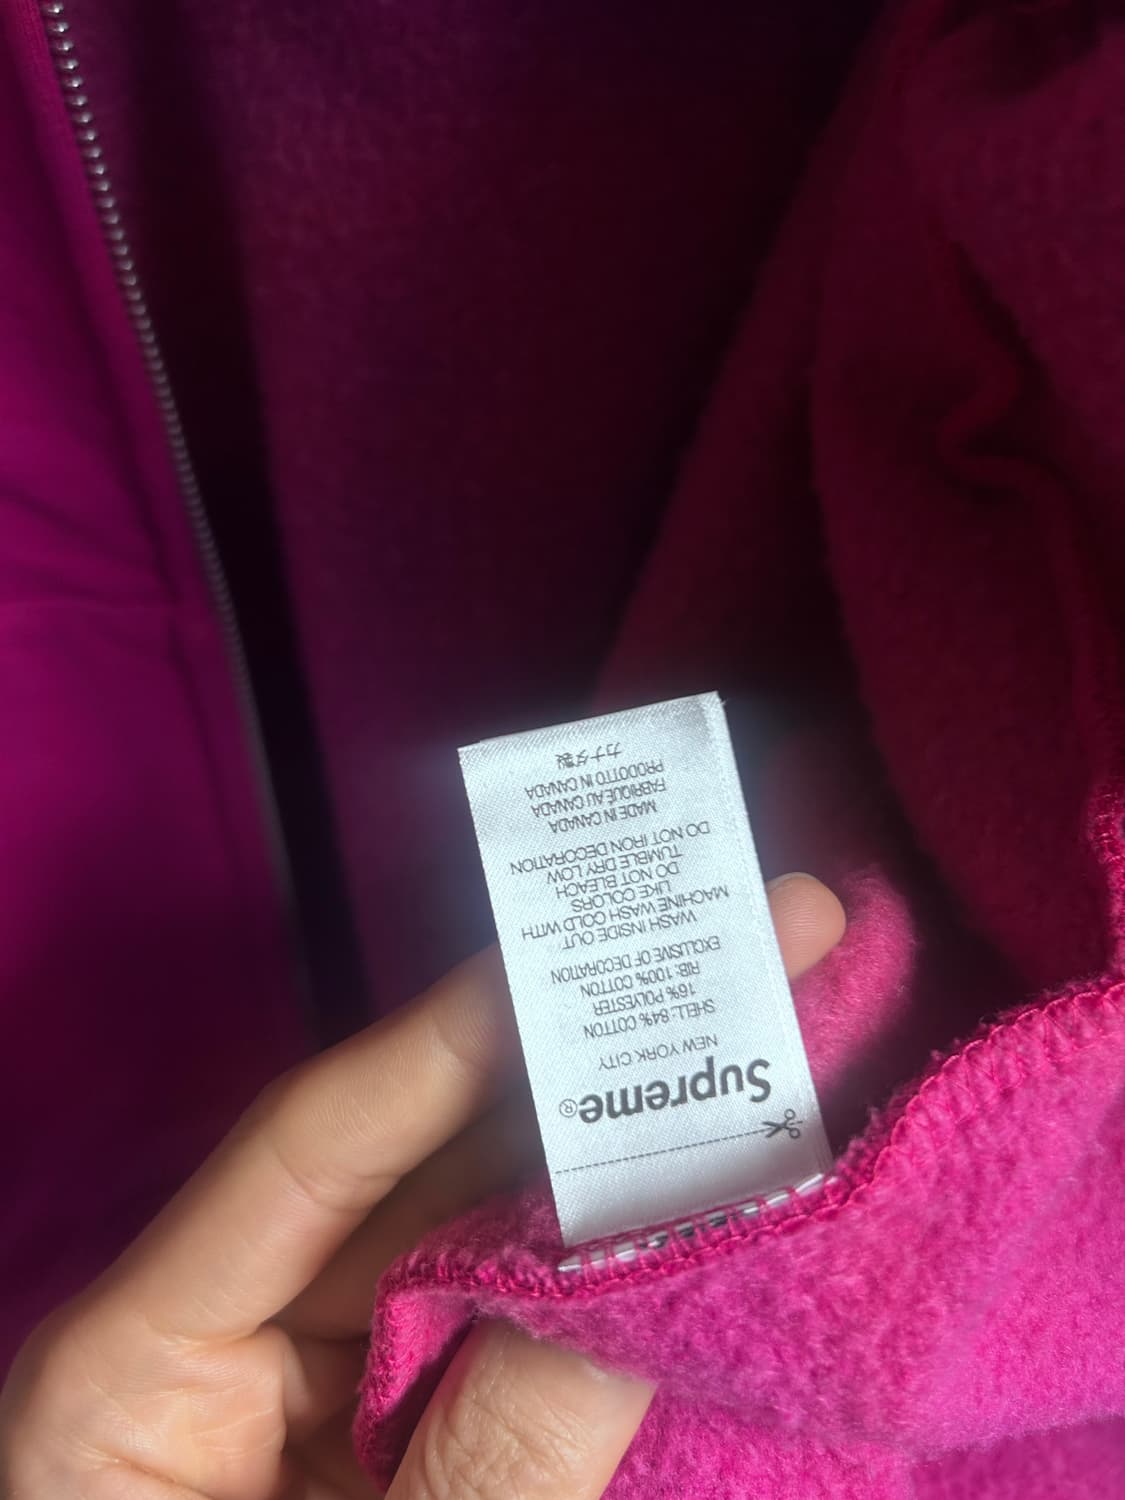 Supreme®
NEW YORK CITY
SHELL: 84% COTTON
16% POLYESTER
RIB: 100% COTTON
EXCLUSIVE OF DECORATION
WASH INSIDE OUT
MACHINE WASH COLD WITH
LIKE COLORS
DO NOT BLEACH
TUMBLE DRY LOW
DO NOT IRON DECORATION
MADE IN CANADA
FABRIQUÉ AU CANADA
PRODOTTO IN CANADA
カナダ製